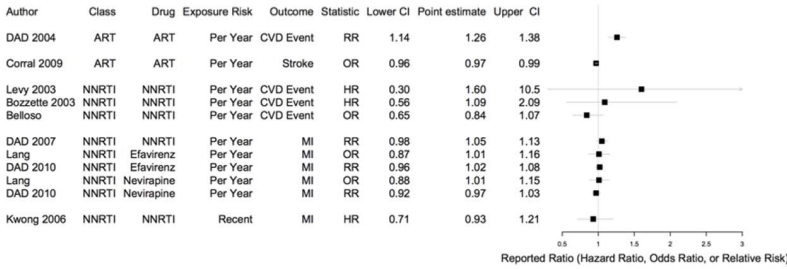 Author Class Drug Exposure Risk Outcome Statistic Lower CI Point estimate Upper CI
DAD 2004 ART ART Per Year CVD Event RR 1.14 1.26 1.38
Corral 2009 ART ART Per Year Stroke OR 0.96 0.97 0.99
Levy 2003 NNRTI NNRTI Per Year CVD Event HR 0.30 1.60 10.5
Bozzette 2003 NNRTI NNRTI Per Year CVD Event HR 0.56 1.09 2.09
Belloso NNRTI NNRTI Per Year CVD Event OR 0.65 0.84 1.07
DAD 2007 NNRTI NNRTI Per Year MI RR 0.98 1.05 1.13
Lang NNRTI Efavirenz Per Year MI OR 0.87 1.01 1.16
DAD 2010 NNRTI Efavirenz Per Year MI RR 0.96 1.02 1.08
Lang NNRTI Nevirapine Per Year MI OR 0.88 1.01 1.15
DAD 2010 NNRTI Nevirapine Per Year MI RR 0.92 0.97 1.03
Kwong 2006 NNRTI NNRTI Recent MI HR 0.71 0.93 1.21
0.5 1 1.5 2 2.5 3
Reported Ratio (Hazard Ratio, Odds Ratio, or Relative Risk)